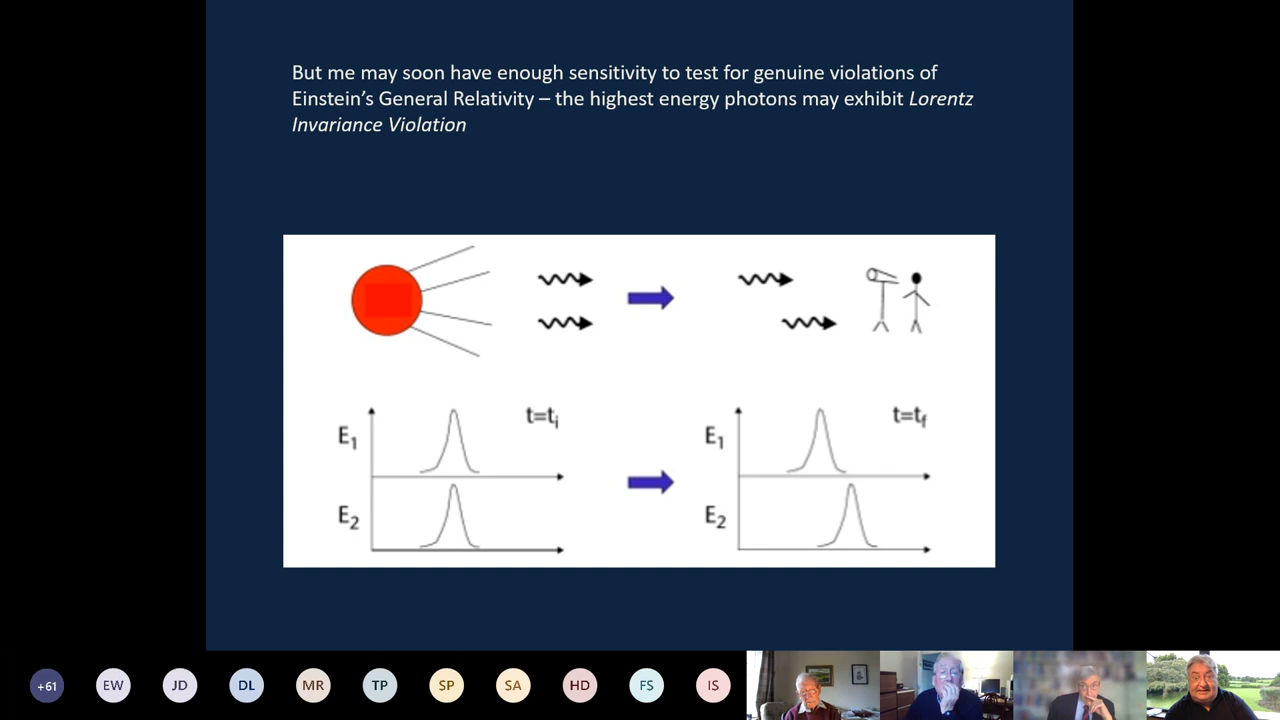 But me may soon have enough sensitivity to test for genuine violations of
Einstein's General Relativity – the highest energy photons may exhibit Lorentz
Invariance Violation
E1
t=ti
E1
t=tf
E2
E2
+61
EW
JD
DL
MR
TP
SP
SA
HD
FS
IS